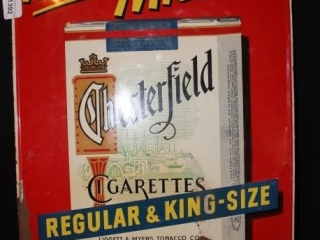 Chesterfield
CIGARETTES
REGULAR & KING-SIZE
LIGGETT & MYERS TOBACCO CO.